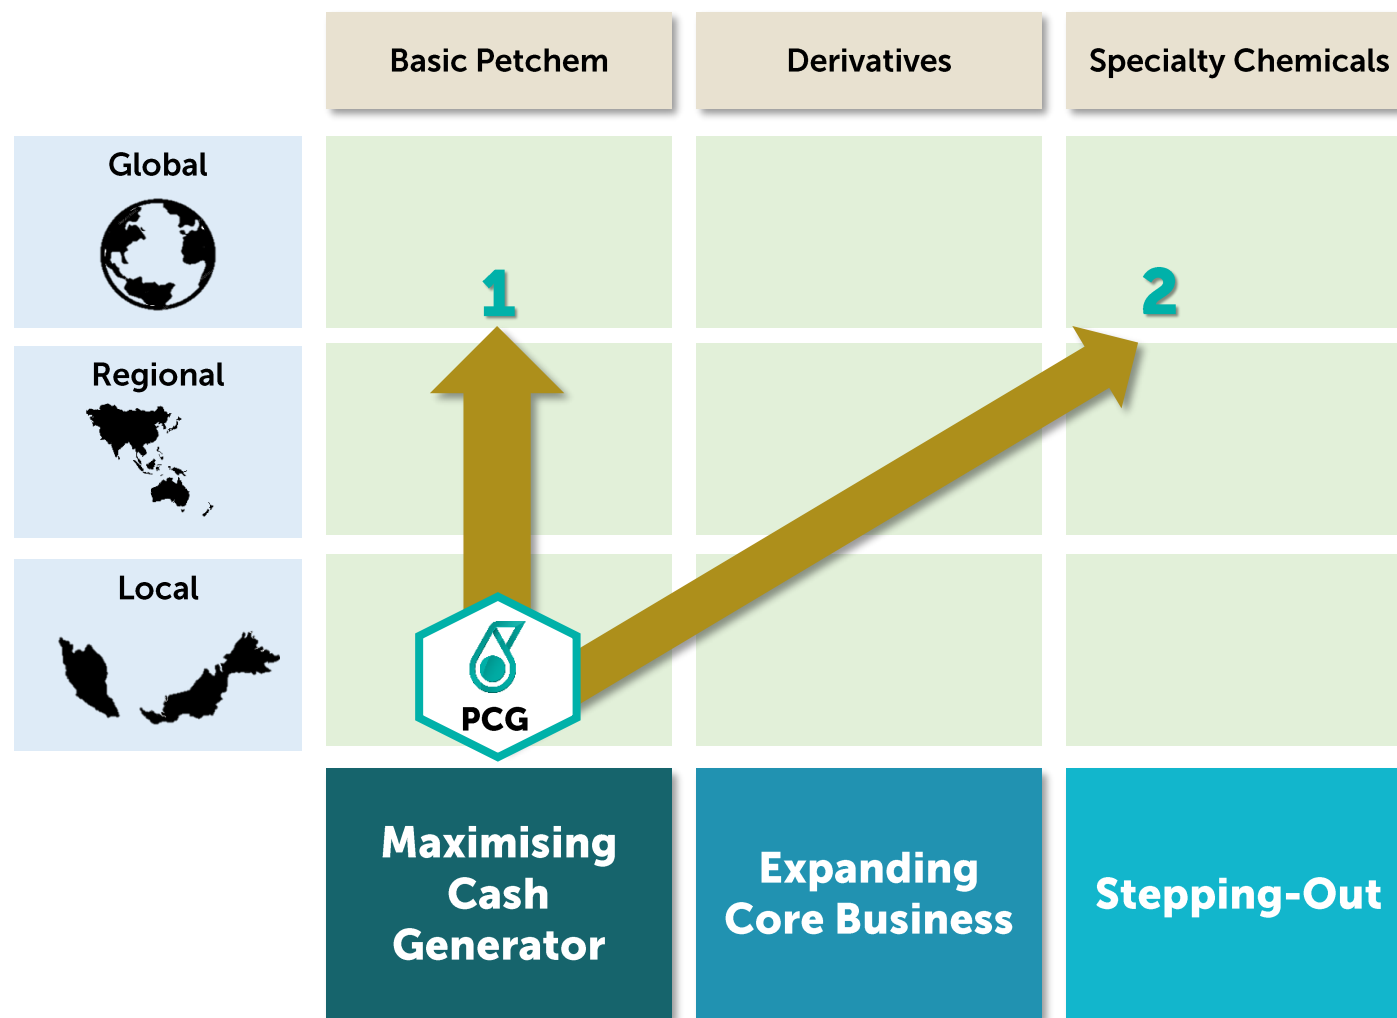 Basic Petchem
Derivatives
Specialty Chemicals
Global
1
2
Regional
Local
PCG
Maximising
Cash
Generator
Expanding
Core Business
Stepping-Out